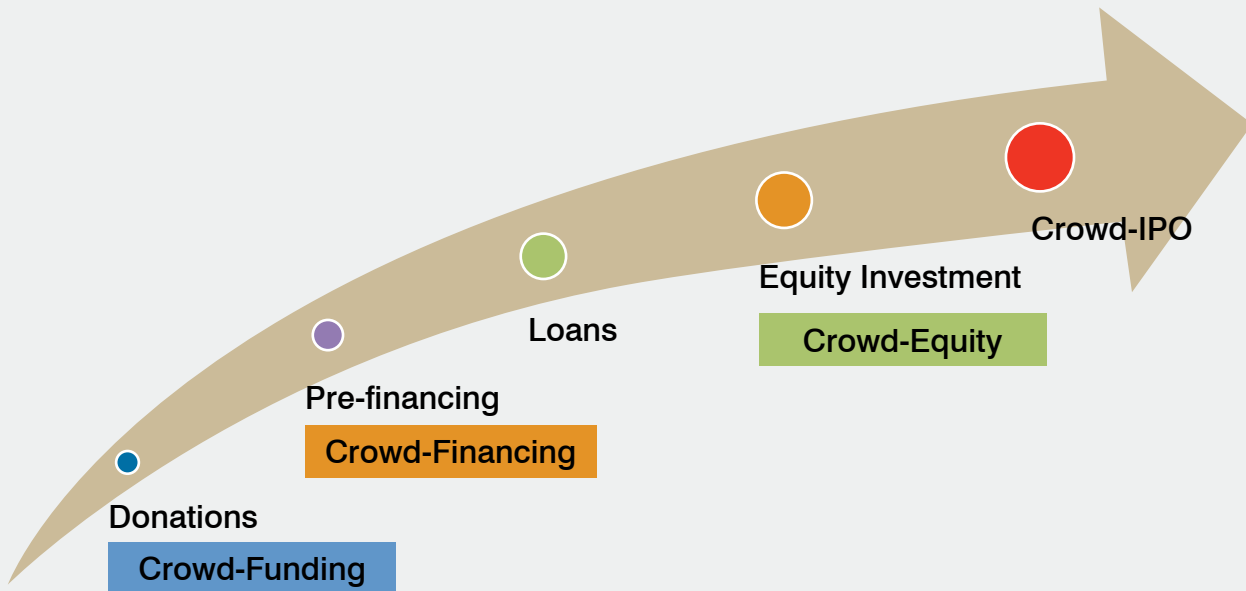 Crowd-IPO
Equity Investment
Crowd-Equity
Loans
Pre-financing
Crowd-Financing
Donations
Crowd-Funding